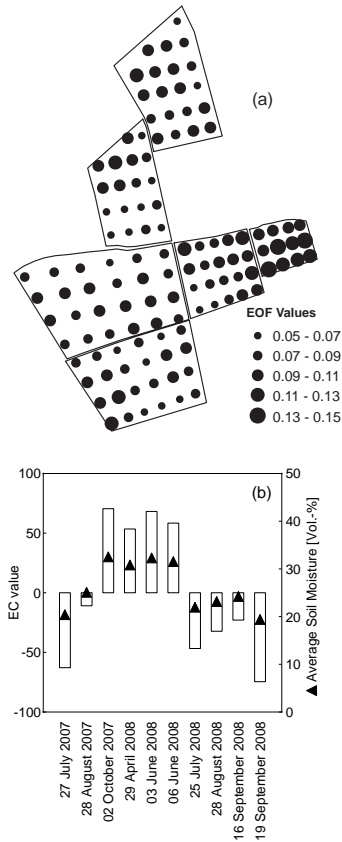 (a)
EOF Values
0.05 - 0.07
0.07 - 0.09
0.09 - 0.11
0.11 - 0.13
0.13 - 0.15
(b)
100
50
0
-50
-100
EC value
50
40
30
20
10
0
▲ Average Soil Moisture [Vol.-%]
27 July 2007
28 August 2007
02 October 2007
29 April 2008
03 June 2008
06 June 2008
25 July 2008
28 August 2008
16 September 2008
19 September 2008